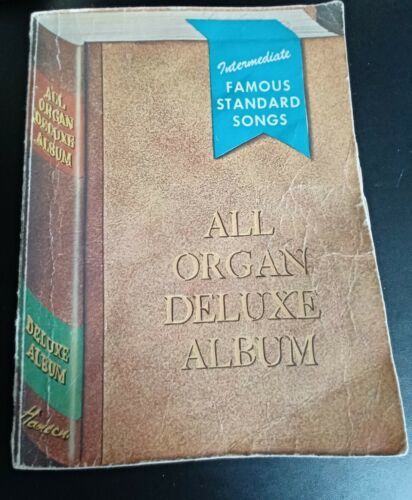 Intermediate
FAMOUS
STANDARD
SONGS
ALL
ORGAN
DELUXE
ALBUM
ALL
ORGAN
DELUXE
ALBUM
DELUXE
ALBUM
Hansen